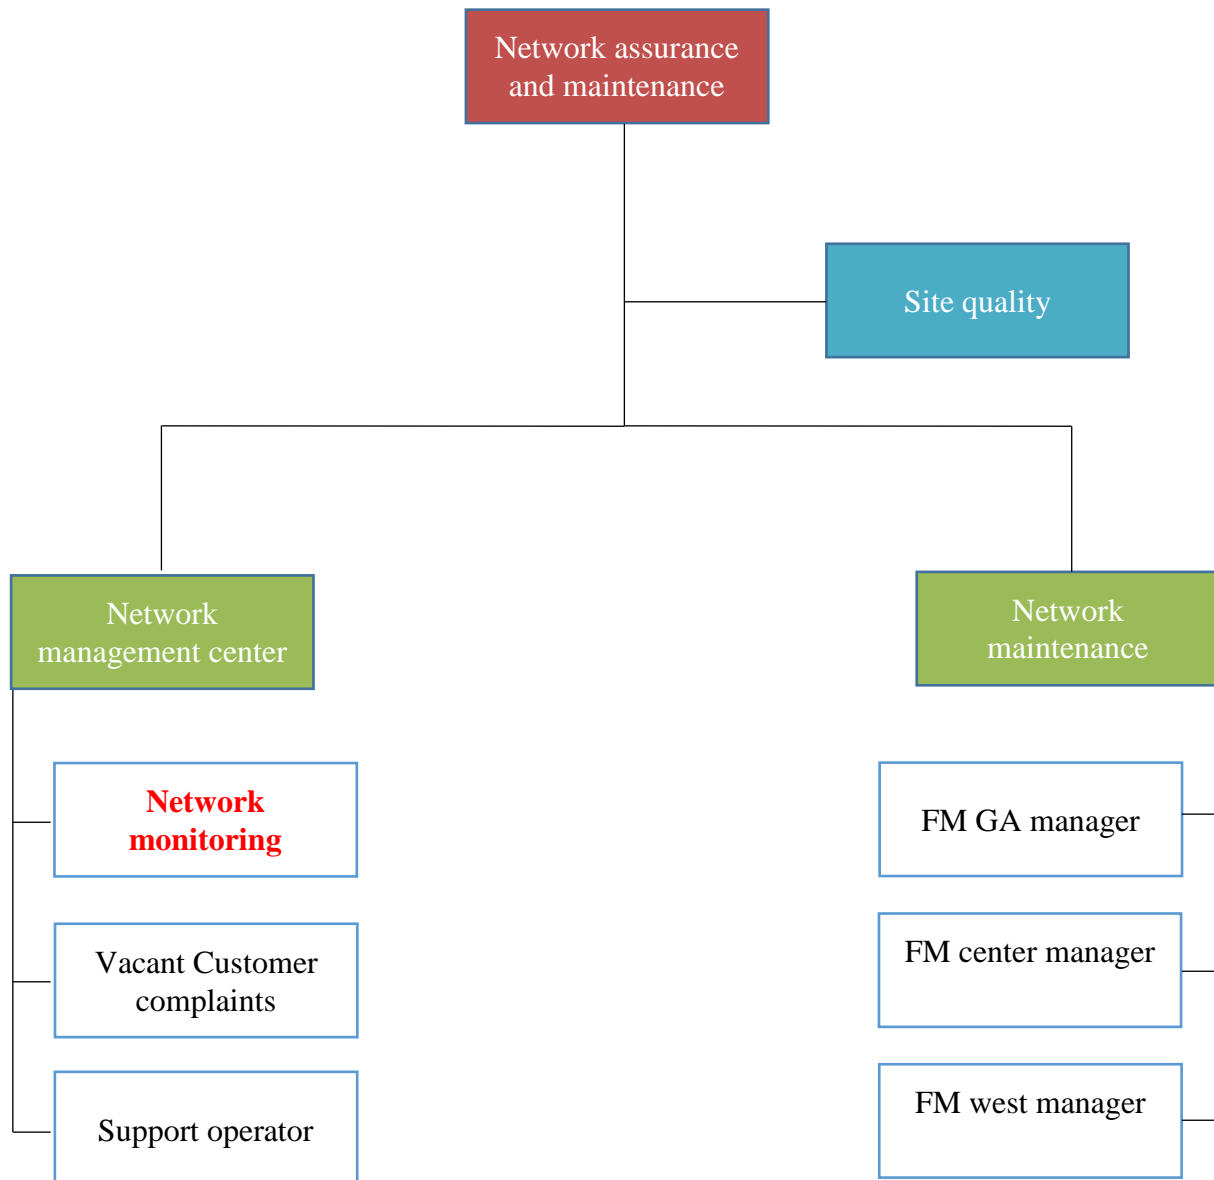 Network assurance
and maintenance
Site quality
Network
management center
Network
maintenance
Network
monitoring
FM GA manager
Vacant Customer
complaints
FM center manager
Support operator
FM west manager